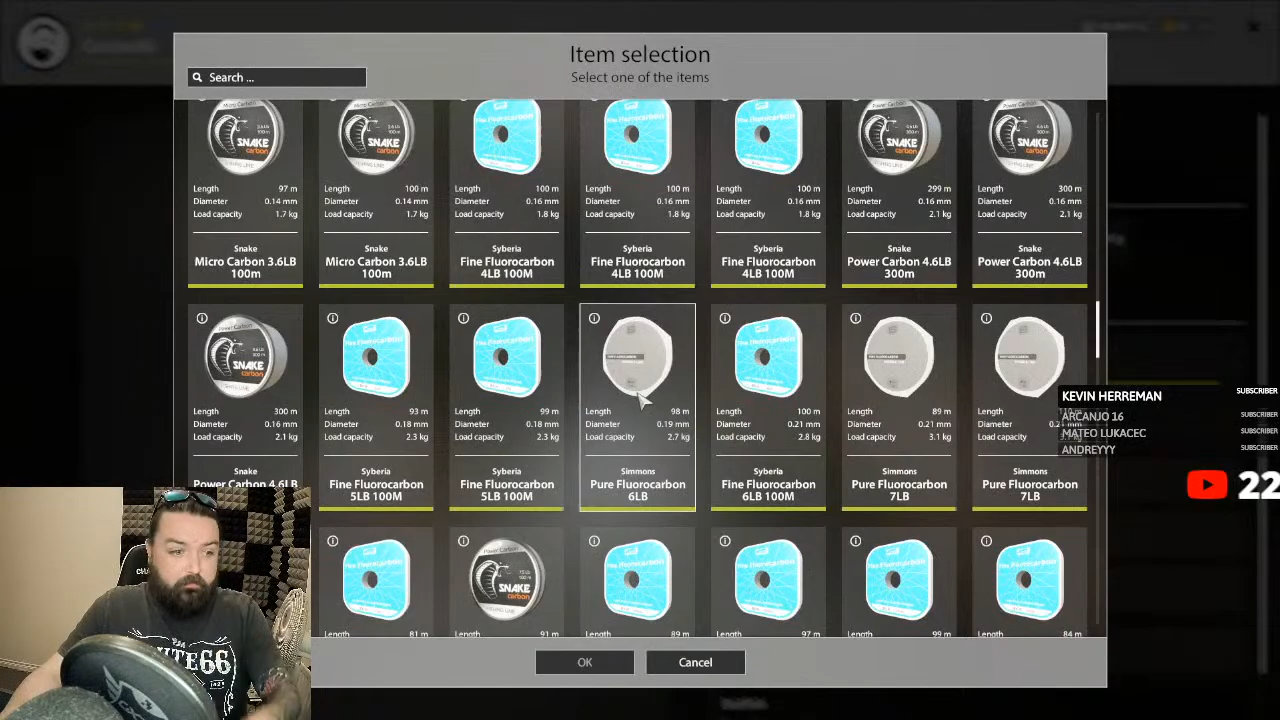 Item selection
Select one of the items
Search ...
Length 97 m
Diameter 0.14 mm
Load capacity 1.7 kg
Snake
Micro Carbon 3.6LB
100m
Length 100 m
Diameter 0.14 mm
Load capacity 1.7 kg
Snake
Micro Carbon 3.6LB
100m
Length 100 m
Diameter 0.16 mm
Load capacity 1.8 kg
Syberia
Fine Fluorocarbon
4LB 100M
Length 100 m
Diameter 0.16 mm
Load capacity 1.8 kg
Syberia
Fine Fluorocarbon
4LB 100M
Length 100 m
Diameter 0.16 mm
Load capacity 1.8 kg
Syberia
Fine Fluorocarbon
4LB 100M
Length 299 m
Diameter 0.16 mm
Load capacity 2.1 kg
Snake
Power Carbon 4.6LB
300m
Length 300 m
Diameter 0.16 mm
Load capacity 2.1 kg
Snake
Power Carbon 4.6LB
300m
Length 300 m
Diameter 0.16 mm
Load capacity 2.1 kg
Snake
Power Carbon 4.6LB
Length 93 m
Diameter 0.18 mm
Load capacity 2.3 kg
Syberia
Fine Fluorocarbon
5LB 100M
Length 99 m
Diameter 0.18 mm
Load capacity 2.3 kg
Syberia
Fine Fluorocarbon
5LB 100M
Length 98 m
Diameter 0.19 mm
Load capacity 2.7 kg
Simmons
Pure Fluorocarbon
6LB
Length 100 m
Diameter 0.21 mm
Load capacity 2.8 kg
Syberia
Fine Fluorocarbon
6LB 100M
Length 89 m
Diameter 0.21 mm
Load capacity 3.1 kg
Simmons
Pure Fluorocarbon
7LB
Length
Diameter
Load capacity
Simmons
Pure Fluorocarbon
7LB
KEVIN HERREMAN SUBSCRIBER
ARCANJO 16 SUBSCRIBER
MATEO LUKACEC SUBSCRIBER
ANDREYYY SUBSCRIBER
22
Length 81 m
Length 91 m
Length 89 m
Length 97 m
Length 99 m
Length 84 m
OK
Cancel